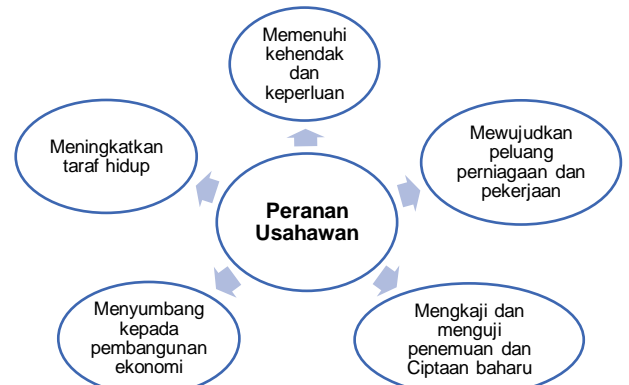 Memenuhi
kehendak
dan
keperluan
Meningkatkan
taraf hidup
Mewujudkan
peluang
perniagaan dan
pekerjaan
Peranan
Usahawan
Menyumbang
kepada
pembangunan
ekonomi
Mengkaji dan
menguji
penemuan dan
Ciptaan baharu